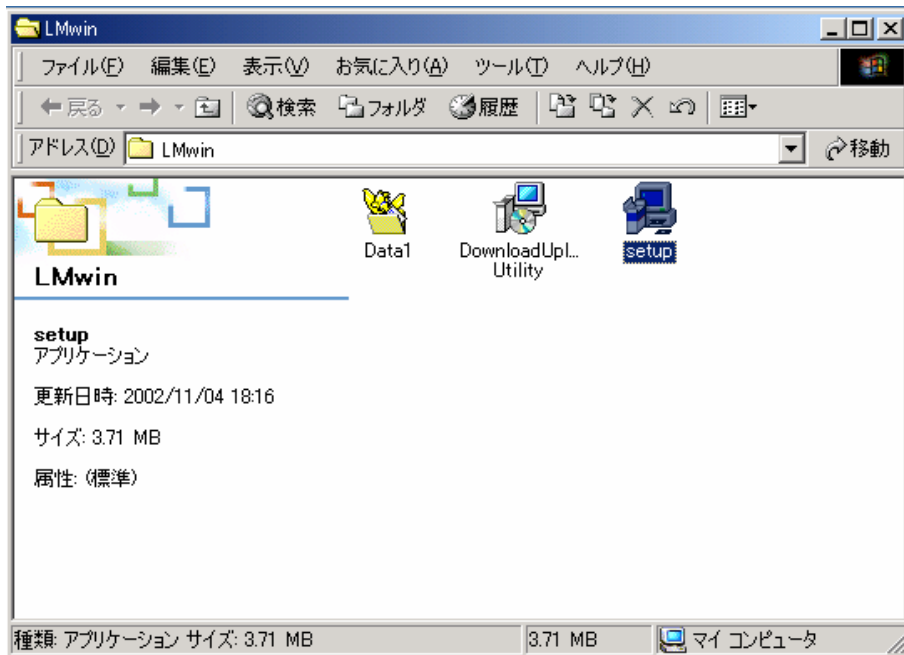 LMwin
ファイル(F) 編集(E) 表示(V) お気に入り(A) ツール(T) ヘルプ(H)
戻る 検索 フォルダ 履歴
アドレス(D) LMwin 移動
Data1 DownloadUpl... setup
Utility
LMwin
setup
アプリケーション
更新日時: 2002/11/04 18:16
サイズ: 3.71 MB
属性: (標準)
種類: アプリケーション サイズ: 3.71 MB 3.71 MB マイ コンピュータ